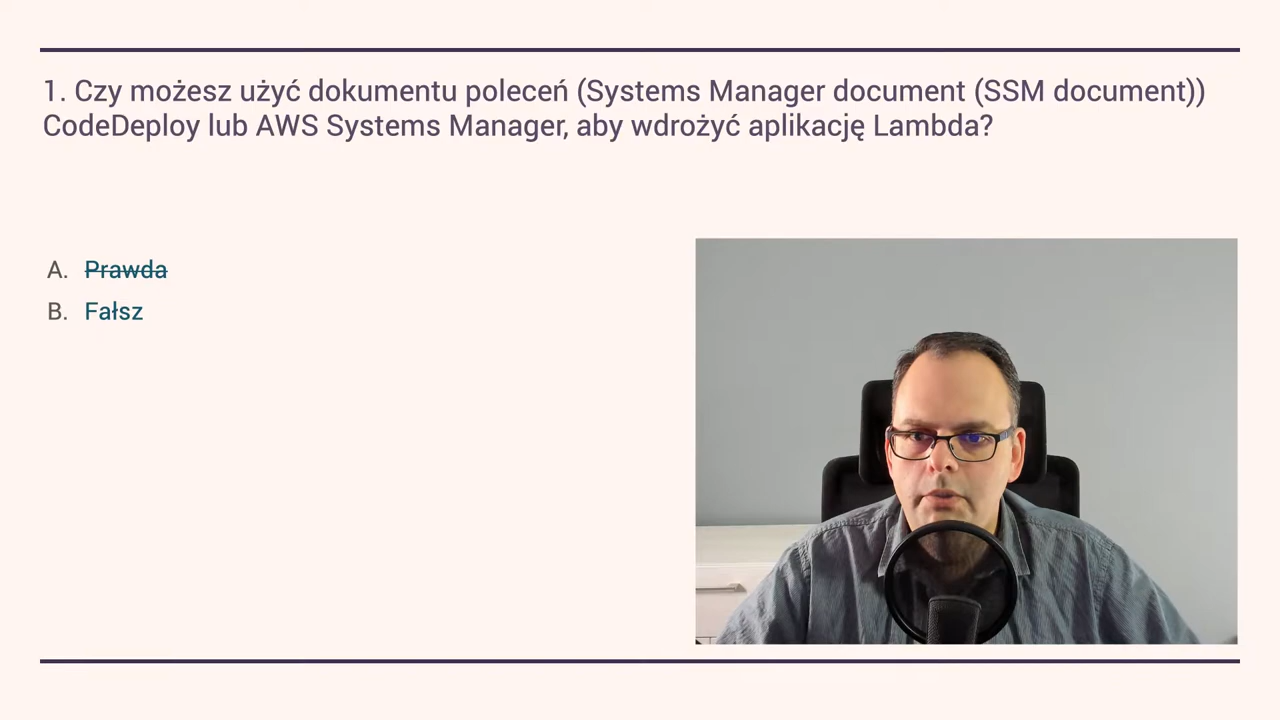 1. Czy możesz użyć dokumentu poleceń (Systems Manager document (SSM document))
CodeDeploy lub AWS Systems Manager, aby wdrożyć aplikację Lambda?
A. Prawda
B. Fałsz